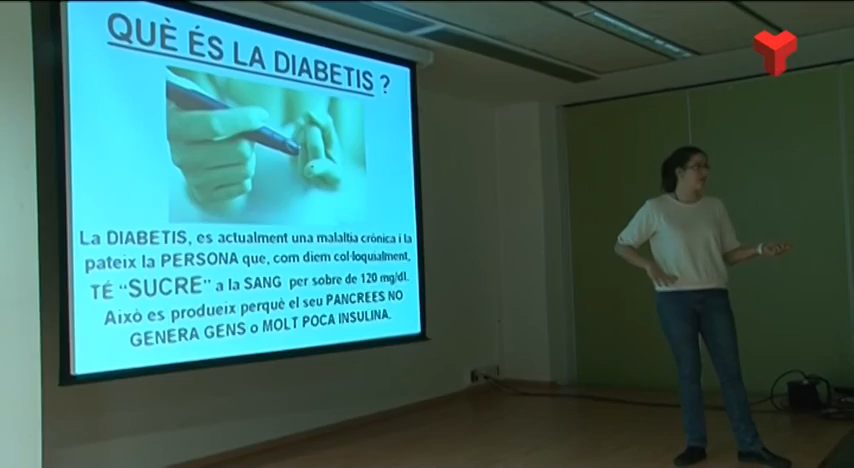 QUÈ ÉS LA DIABETIS ?
La DIABETIS, es actualment una malaltia crònica i la
pateix la PERSONA que, com diem col·loquialment,
TÉ "SUCRE" a la SANG per sobre de 120 mg/dl.
Això es produeix perquè el seu PANCREES NO
GENERA GENS o MOLT POCA INSULINA.